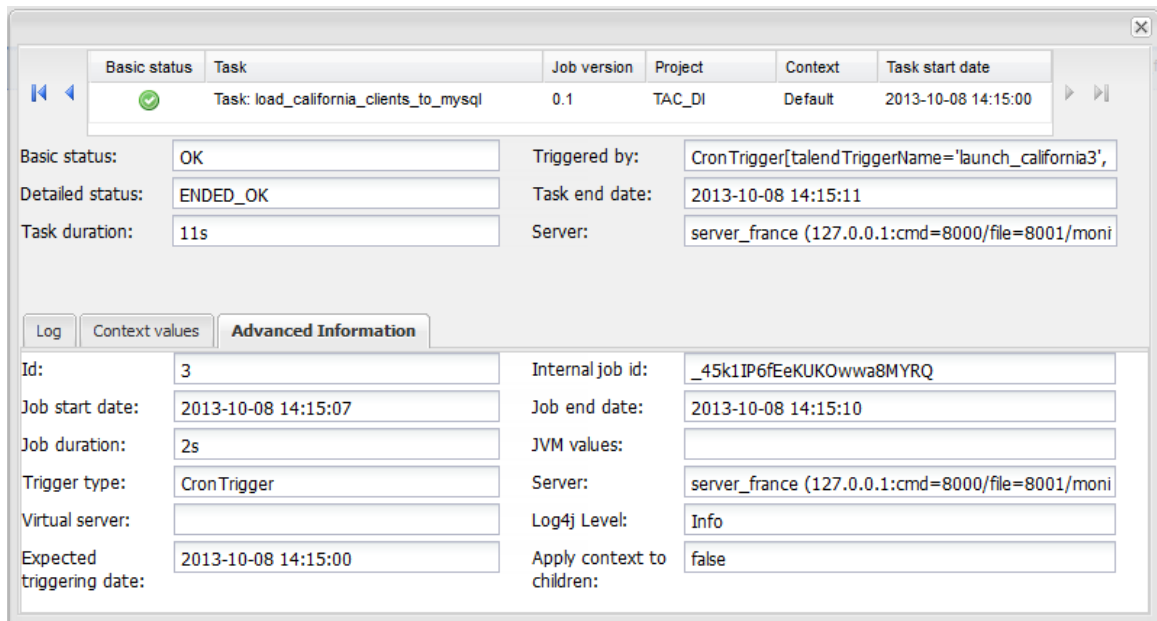 Basic status Task Job version Project Context Task start date
Task: load_california_clients_to_mysql 0.1 TAC_DI Default 2013-10-08 14:15:00
Basic status: OK Triggered by: CronTrigger[talendTriggerName='launch_california3',
Detailed status: ENDED_OK Task end date: 2013-10-08 14:15:11
Task duration: 11s Server: server_france (127.0.0.1:cmd=8000/file=8001/moni
Log Context values Advanced Information
Id: 3 Internal job id: _45k1IP6fEeKUKOwwa8MYRQ
Job start date: 2013-10-08 14:15:07 Job end date: 2013-10-08 14:15:10
Job duration: 2s JVM values:
Trigger type: CronTrigger Server: server_france (127.0.0.1:cmd=8000/file=8001/moni
Virtual server: Log4j Level: Info
Expected 2013-10-08 14:15:00 Apply context to false
triggering date: children: